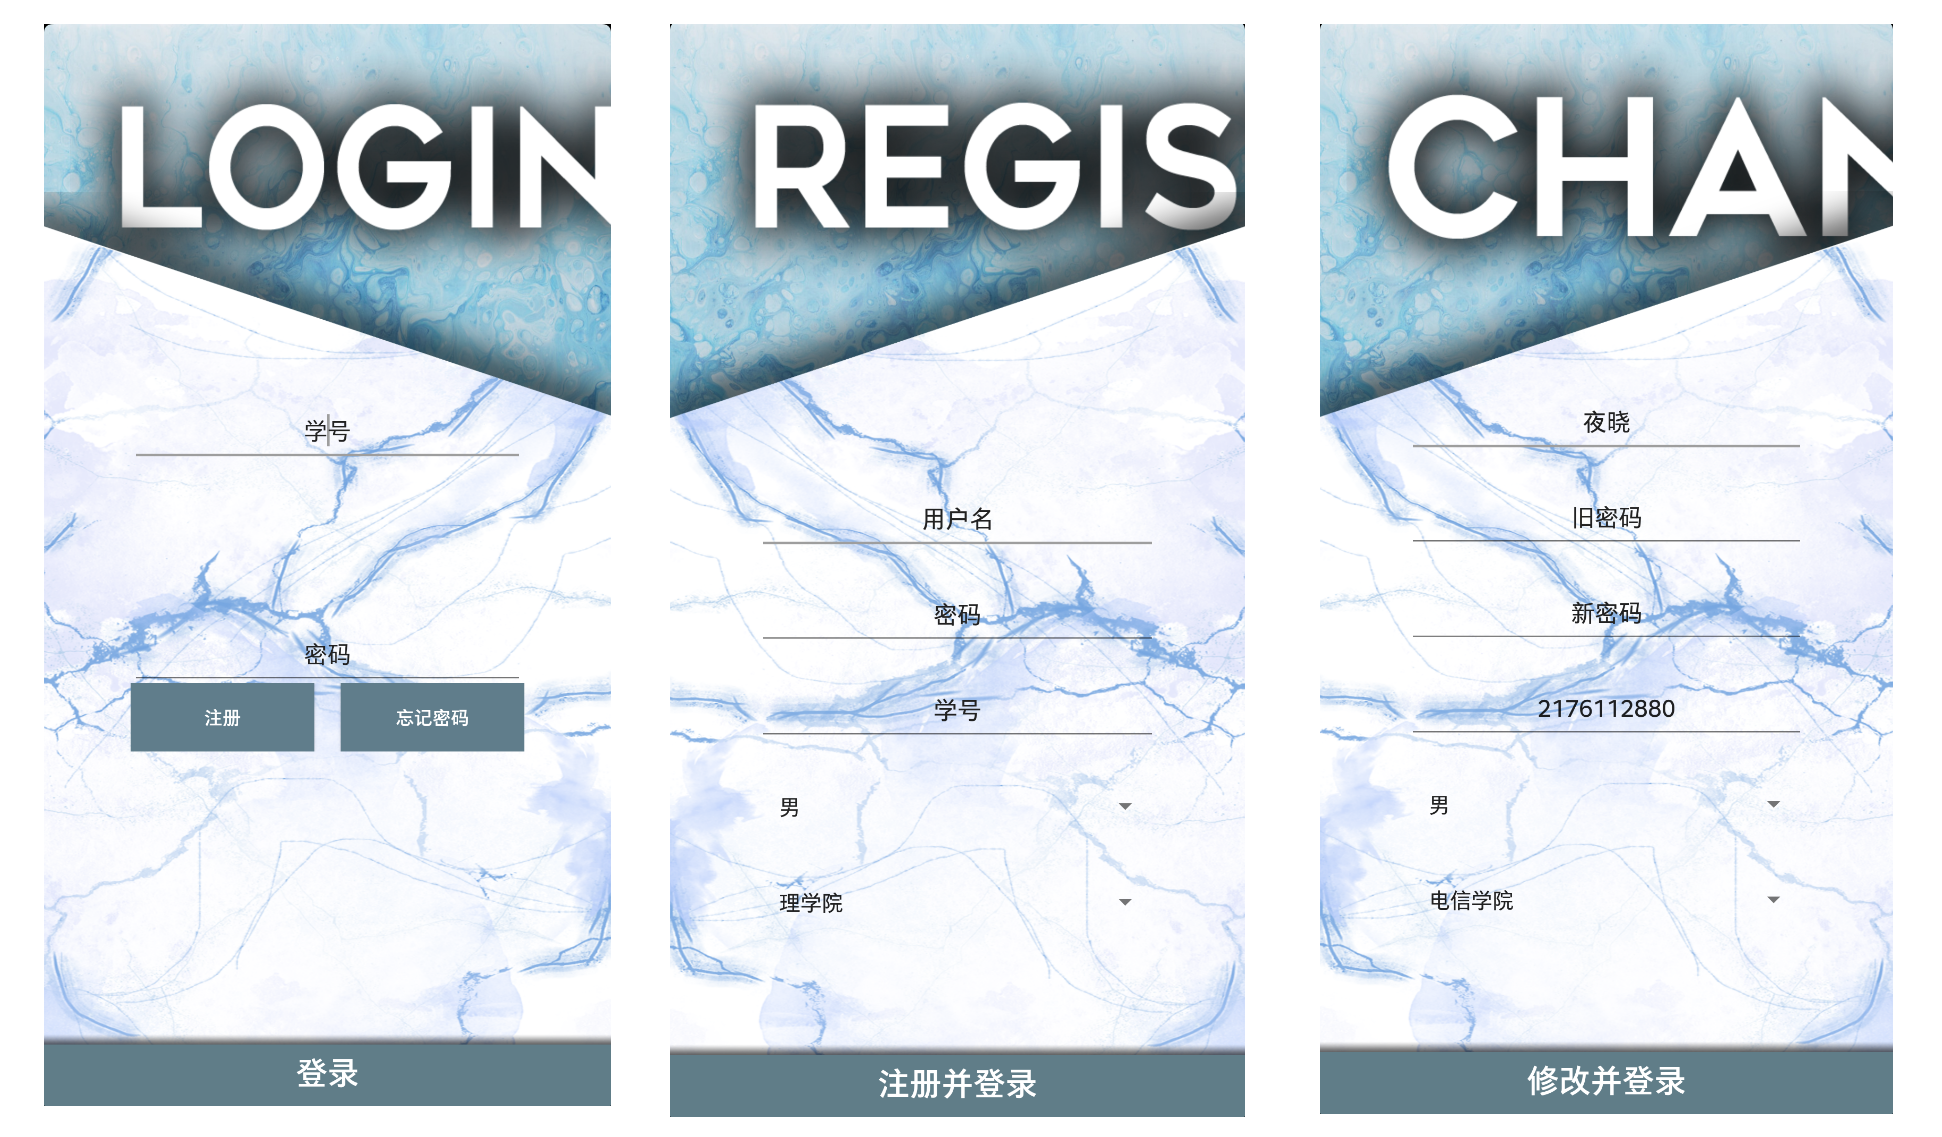 LOGIN
学号
密码
注册
忘记密码
登录
REGIS
用户名
密码
学号
男
理学院
注册并登录
CHAN
夜晓
旧密码
新密码
2176112880
男
电信学院
修改并登录